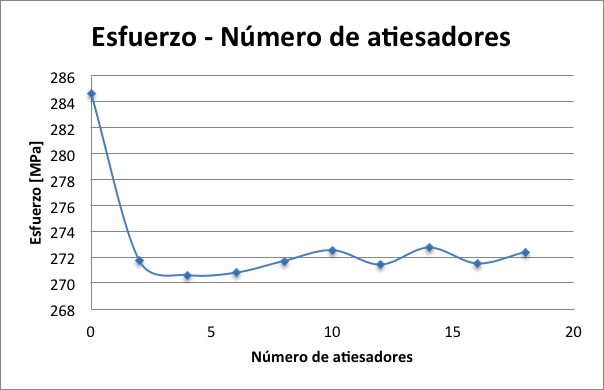 Esfuerzo - Número de atiesadores
286
284
282
280
278
276
274
272
270
268
Esfuerzo [MPa]
0 5 10 15 20
Número de atiesadores